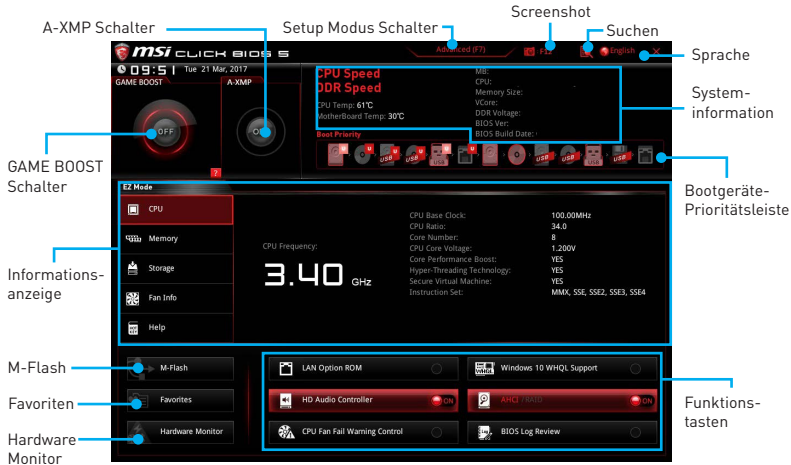 A-XMP Schalter
Setup Modus Schalter
Screenshot
Suchen
Sprache
msi CLICK BIOS 5
Advanced (F7)
F12
English
X
09:51 Tue 21 Mar, 2017
GAME BOOST
A-XMP
OFF
CPU Speed
DDR Speed
CPU Temp: 61°C
MotherBoard Temp: 30°C
MB:
CPU:
Memory Size:
VCore:
DDR Voltage:
BIOS Ver:
BIOS Build Date:
System-
information
Boot Priority
U U U U U U
USB USB USB USB USB USB
?
GAME BOOST
Schalter
Bootgeräte-
Prioritätsleiste
EZ Mode
CPU
Memory
Storage
Fan Info
Help
CPU Frequency:
3.40 GHz
CPU Base Clock: 100.00MHz
CPU Ratio: 34.0
Core Number: 8
CPU Core Voltage: 1.200V
Core Performance Boost: YES
Hyper-Threading Technology: YES
Secure Virtual Machine: YES
Instruction Set: MMX, SSE, SSE2, SSE3, SSE4
Informations-
anzeige
M-Flash
Favoriten
Hardware
Monitor
M-Flash
Favorites
Hardware Monitor
LAN Option ROM
HD Audio Controller ON
CPU Fan Fail Warning Control
Windows 10 WHQL Support
AHCI /RAID ON
BIOS Log Review
Funktions-
tasten